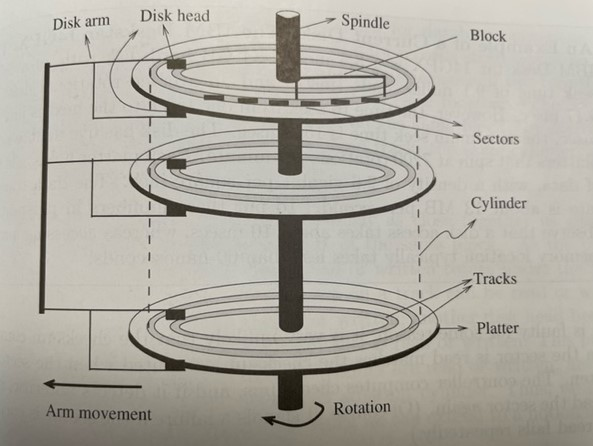 Disk arm
Disk head
Spindle
Block
Sectors
Cylinder
Tracks
Platter
Arm movement
Rotation